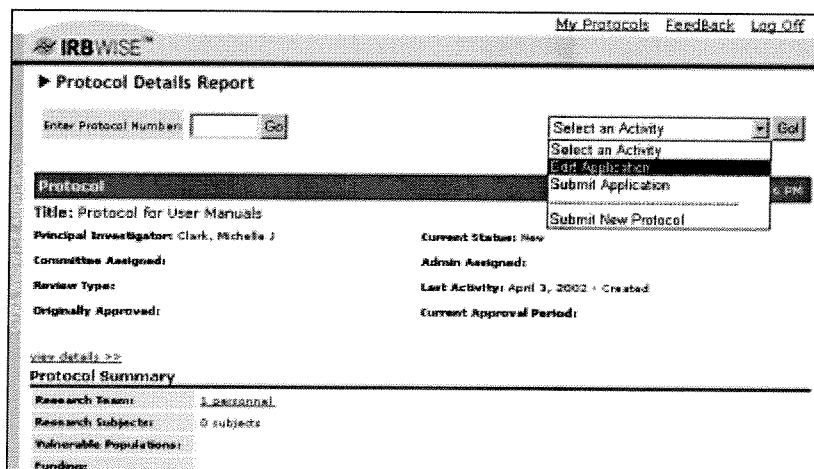 My Protocols FeedBack Log Off
IRBWISE™
Protocol Details Report
Enter Protocol Number: Go
Select an Activity Go!
Select an Activity
Edit Application
Submit Application
Submit New Protocol
Protocol 6 PM
Title: Protocol for User Manuals
Principal Investigator: Clark, Michelle J Current Status: New
Committee Assigned: Admin Assigned:
Review Type: Last Activity: April 3, 2002 - Created
Originally Approved: Current Approval Period:
view details >>
Protocol Summary
Research Team: 1 personnel
Research Subjects: 0 subjects
Vulnerable Populations:
Funding: